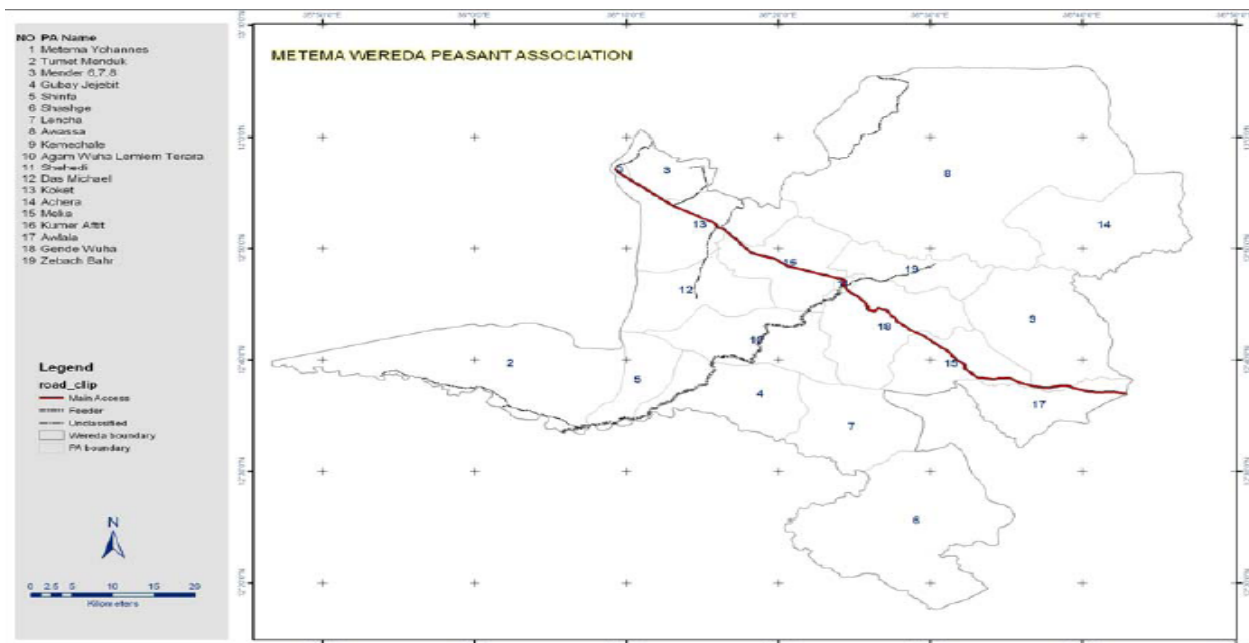 METEMA WEREDA PEASANT ASSOCIATION
NO PA Name
1 Metema Yohannes
2 Tumet Menduk
3 Mender 6,7,8
4 Gubay Jejebit
5 Shinfa
6 Shashge
7 Lencha
8 Awassa
9 Kemechale
10 Agam Wuha Lemlem Terara
11 Shehedi
12 Das Michael
13 Koket
14 Achera
15 Meka
16 Kumer Aftit
17 Awlala
18 Gende Wuha
19 Zebach Bahr
Legend
road_clip
Main Access
Feeder
Unclassified
Wereda boundary
PA boundary
N
0 2.5 5 10 15 20
Kilometers
3
8
14
13
19
12
9
18
2
5
4
17
7
6